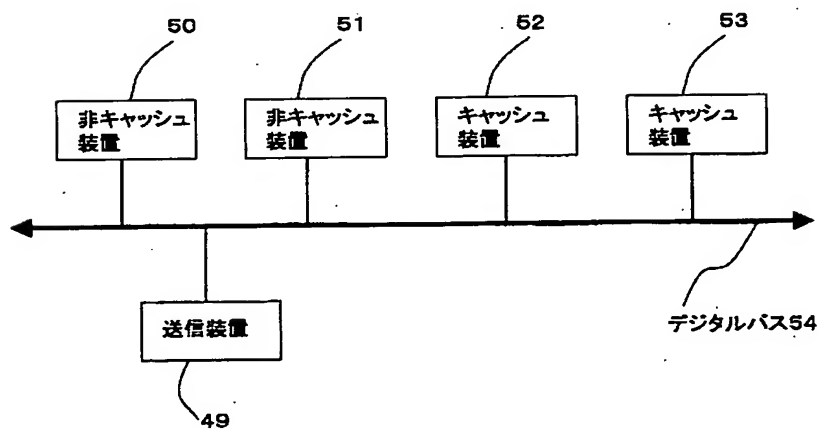 50
51
52
53
非キャッシュ
装置
非キャッシュ
装置
キャッシュ
装置
キャッシュ
装置
送信装置
デジタルバス54
49